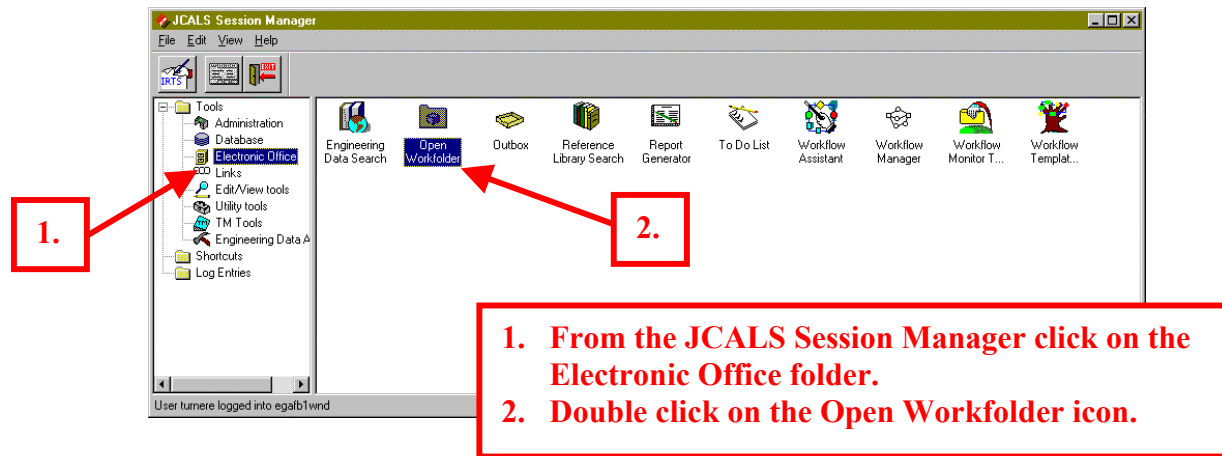 JCALS Session Manager
File Edit View Help
IRTS EXIT
Tools
Administration
Database
Electronic Office
Links
Edit/View tools
Utility tools
TM Tools
Engineering Data A
Shortcuts
Log Entries
Engineering
Data Search
Open
Workfolder
Outbox
Reference
Library Search
Report
Generator
To Do List
Workflow
Assistant
Workflow
Manager
Workflow
Monitor T...
Workflow
Templat...
1.
2.
1. From the JCALS Session Manager click on the
Electronic Office folder.
2. Double click on the Open Workfolder icon.
User turnere logged into egafb1wnd